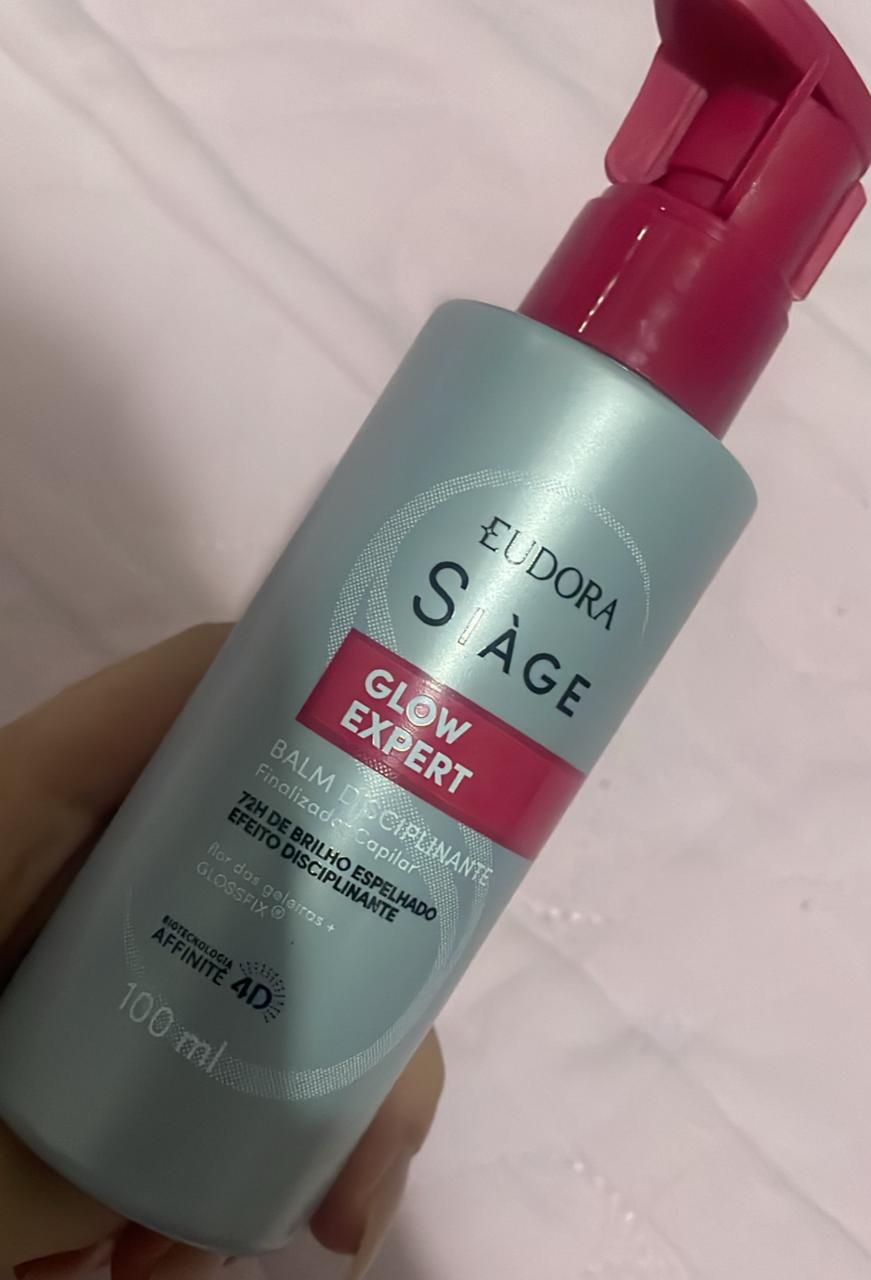 EUDORA
SIÀGE
GLOW
EXPERT
BALM DISCIPLINANTE
Finalizador Capilar
72H DE BRILHO ESPELHADO
EFEITO DISCIPLINANTE
flor das geleiras +
GLOSSFIX®
BIOTECNOLOGIA
AFFINITÉ 4D
100 ml